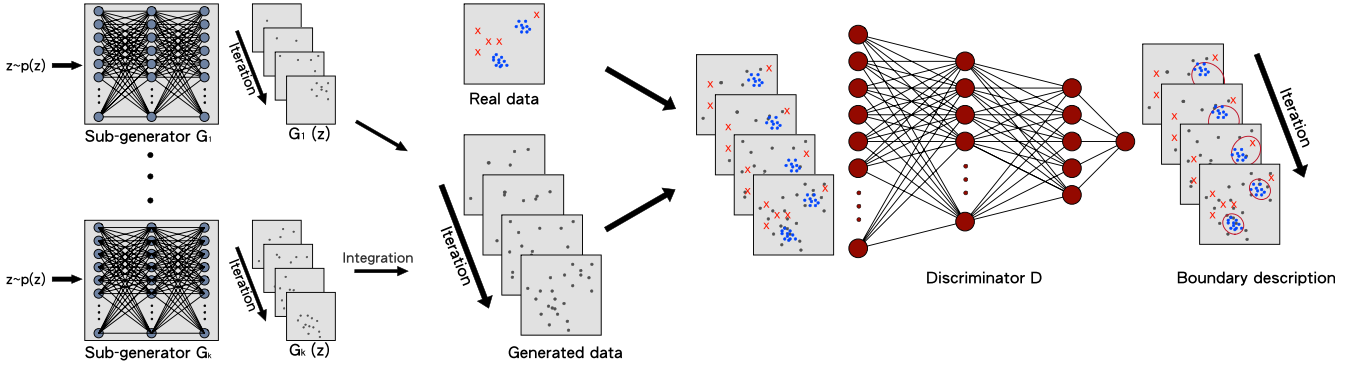 z~p(z)
Sub-generator G₁
Iteration
G₁ (z)
z~p(z)
Sub-generator Gₖ
Iteration
Gₖ (z)
Integration
x
x
x x
x
Real data
Iteration
Generated data
x
x
x
x
x
x
x
x
x
x x
x
Discriminator D
x
x
x
x
x
x
x
x
x x
x
Boundary description
Iteration